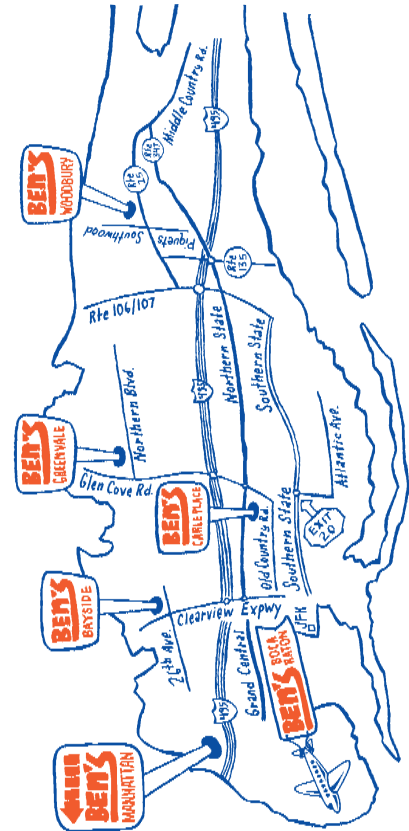 BEN'S
MANHATTAN
BEN'S
BAYSIDE
BEN'S
GREENVALE
BEN'S
CARLE PLACE
BEN'S
WOODBURY
BEN'S
BOCA
RATON
26th Ave.
Clearview Expwy
Grand Central
495
JFK
Glen Cove Rd.
Northern Blvd.
Old Country Rd.
Southern State
EXIT
20
Atlantic Ave.
495
Northern State
Southern State
Rte 106/107
Rte
135
Piquets
Southwood
Rte
25
Rte
347
Middle Country Rd.
495